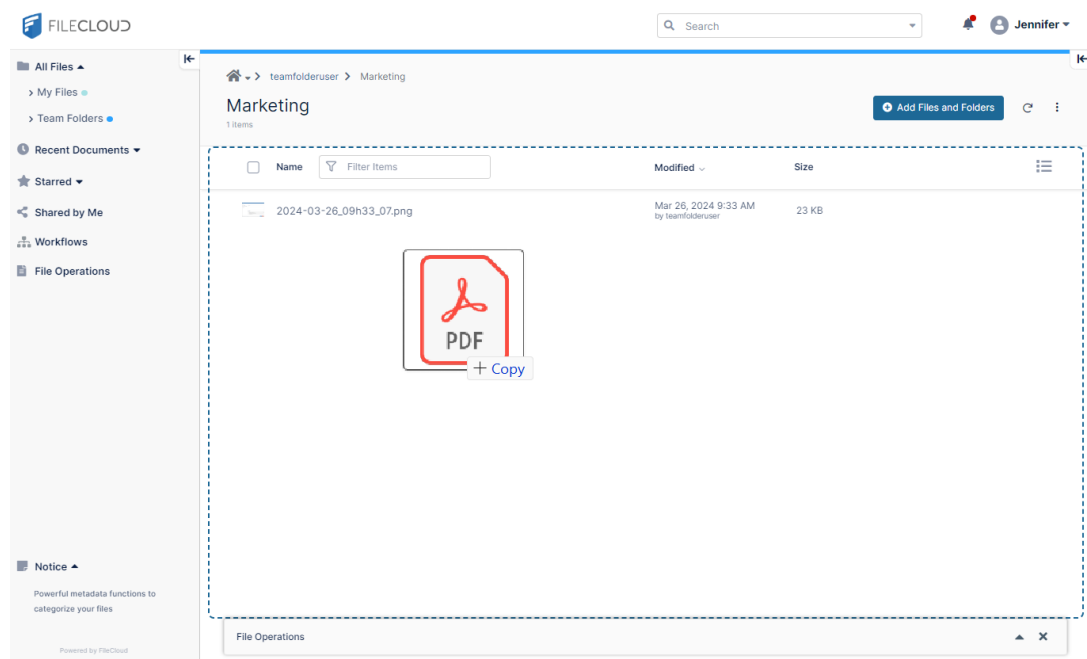 FILECLOUD
Search
Jennifer
All Files
My Files
Team Folders
Recent Documents
Starred
Shared by Me
Workflows
File Operations
teamfolderuser > Marketing
Marketing
1 items
Add Files and Folders
Name
Filter Items
Modified
Size
2024-03-26_09h33_07.png
Mar 26, 2024 9:33 AM
by teamfolderuser
23 KB
PDF
+ Copy
Notice
Powerful metadata functions to
categorize your files
Powered by FileCloud
File Operations